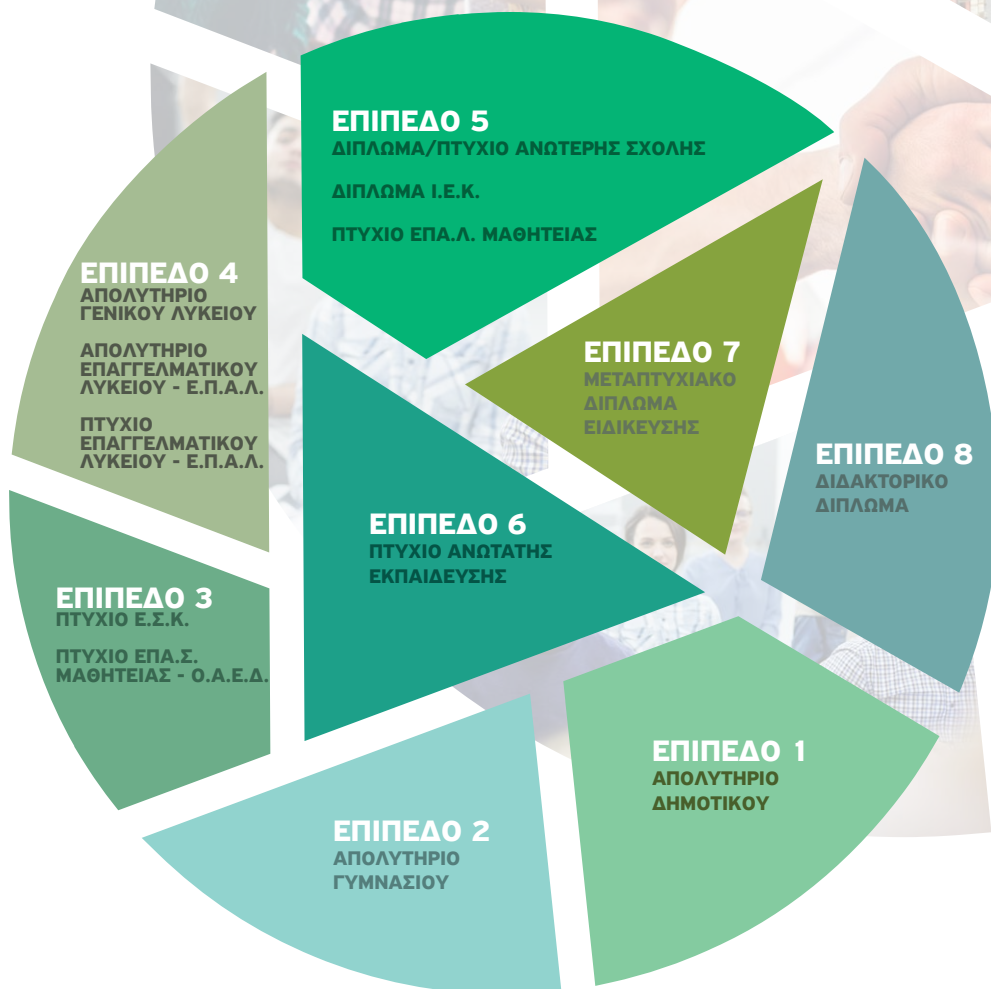 ΕΠΙΠΕΔΟ 5
ΔΙΠΛΩΜΑ/ΠΤΥΧΙΟ ΑΝΩΤΕΡΗΣ ΣΧΟΛΗΣ
ΔΙΠΛΩΜΑ Ι.Ε.Κ.
ΠΤΥΧΙΟ ΕΠΑ.Λ. ΜΑΘΗΤΕΙΑΣ
ΕΠΙΠΕΔΟ 4
ΑΠΟΛΥΤΗΡΙΟ
ΓΕΝΙΚΟΥ ΛΥΚΕΙΟΥ
ΑΠΟΛΥΤΗΡΙΟ
ΕΠΑΓΓΕΛΜΑΤΙΚΟΥ
ΛΥΚΕΙΟΥ - Ε.Π.Α.Λ.
ΠΤΥΧΙΟ
ΕΠΑΓΓΕΛΜΑΤΙΚΟΥ
ΛΥΚΕΙΟΥ - Ε.Π.Α.Λ.
ΕΠΙΠΕΔΟ 7
ΜΕΤΑΠΤΥΧΙΑΚΟ
ΔΙΠΛΩΜΑ
ΕΙΔΙΚΕΥΣΗΣ
ΕΠΙΠΕΔΟ 8
ΔΙΔΑΚΤΟΡΙΚΟ
ΔΙΠΛΩΜΑ
ΕΠΙΠΕΔΟ 6
ΠΤΥΧΙΟ ΑΝΩΤΑΤΗΣ
ΕΚΠΑΙΔΕΥΣΗΣ
ΕΠΙΠΕΔΟ 3
ΠΤΥΧΙΟ Ε.Σ.Κ.
ΠΤΥΧΙΟ ΕΠΑ.Σ.
ΜΑΘΗΤΕΙΑΣ - Ο.Α.Ε.Δ.
ΕΠΙΠΕΔΟ 1
ΑΠΟΛΥΤΗΡΙΟ
ΔΗΜΟΤΙΚΟΥ
ΕΠΙΠΕΔΟ 2
ΑΠΟΛΥΤΗΡΙΟ
ΓΥΜΝΑΣΙΟΥ